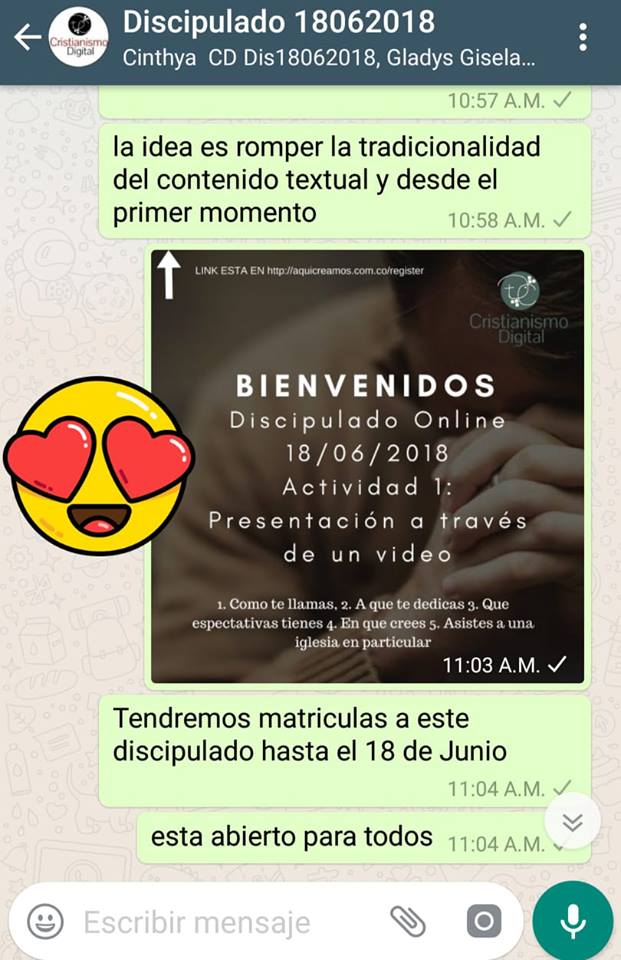 Discipulado 18062018
Cristianismo
Digital
Cinthya CD Dis18062018, Gladys Gisela...
10:57 A.M.
la idea es romper la tradicionalidad
del contenido textual y desde el
primer momento
10:58 A.M.
LINK ESTA EN http://aquicreamos.com.co/register
Cristianismo
Digital
BIENVENIDOS
Discipulado Online
18/06/2018
Actividad 1:
Presentación a través
de un video
1. Como te llamas, 2. A que te dedicas 3. Que
espectativas tienes 4. En que crees 5. Asistes a una
iglesia en particular
11:03 A.M.
Tendremos matriculas a este
discipulado hasta el 18 de Junio
11:04 A.M.
esta abierto para todos
11:04 A.M.
Escribir mensaje